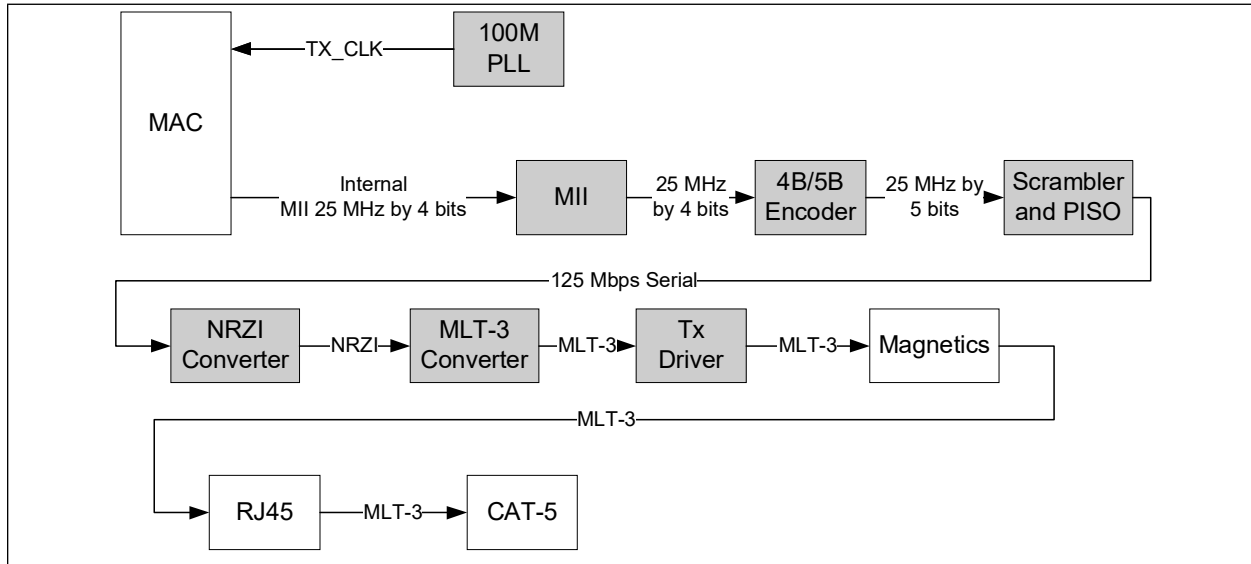 TX_CLK
100M
PLL
MAC
Internal
MII 25 MHz by 4 bits
MII
25 MHz
by 4 bits
4B/5B
Encoder
25 MHz by
5 bits
Scrambler
and PISO
125 Mbps Serial
NRZI
Converter
NRZI
MLT-3
Converter
MLT-3
Tx
Driver
MLT-3
Magnetics
MLT-3
RJ45
MLT-3
CAT-5